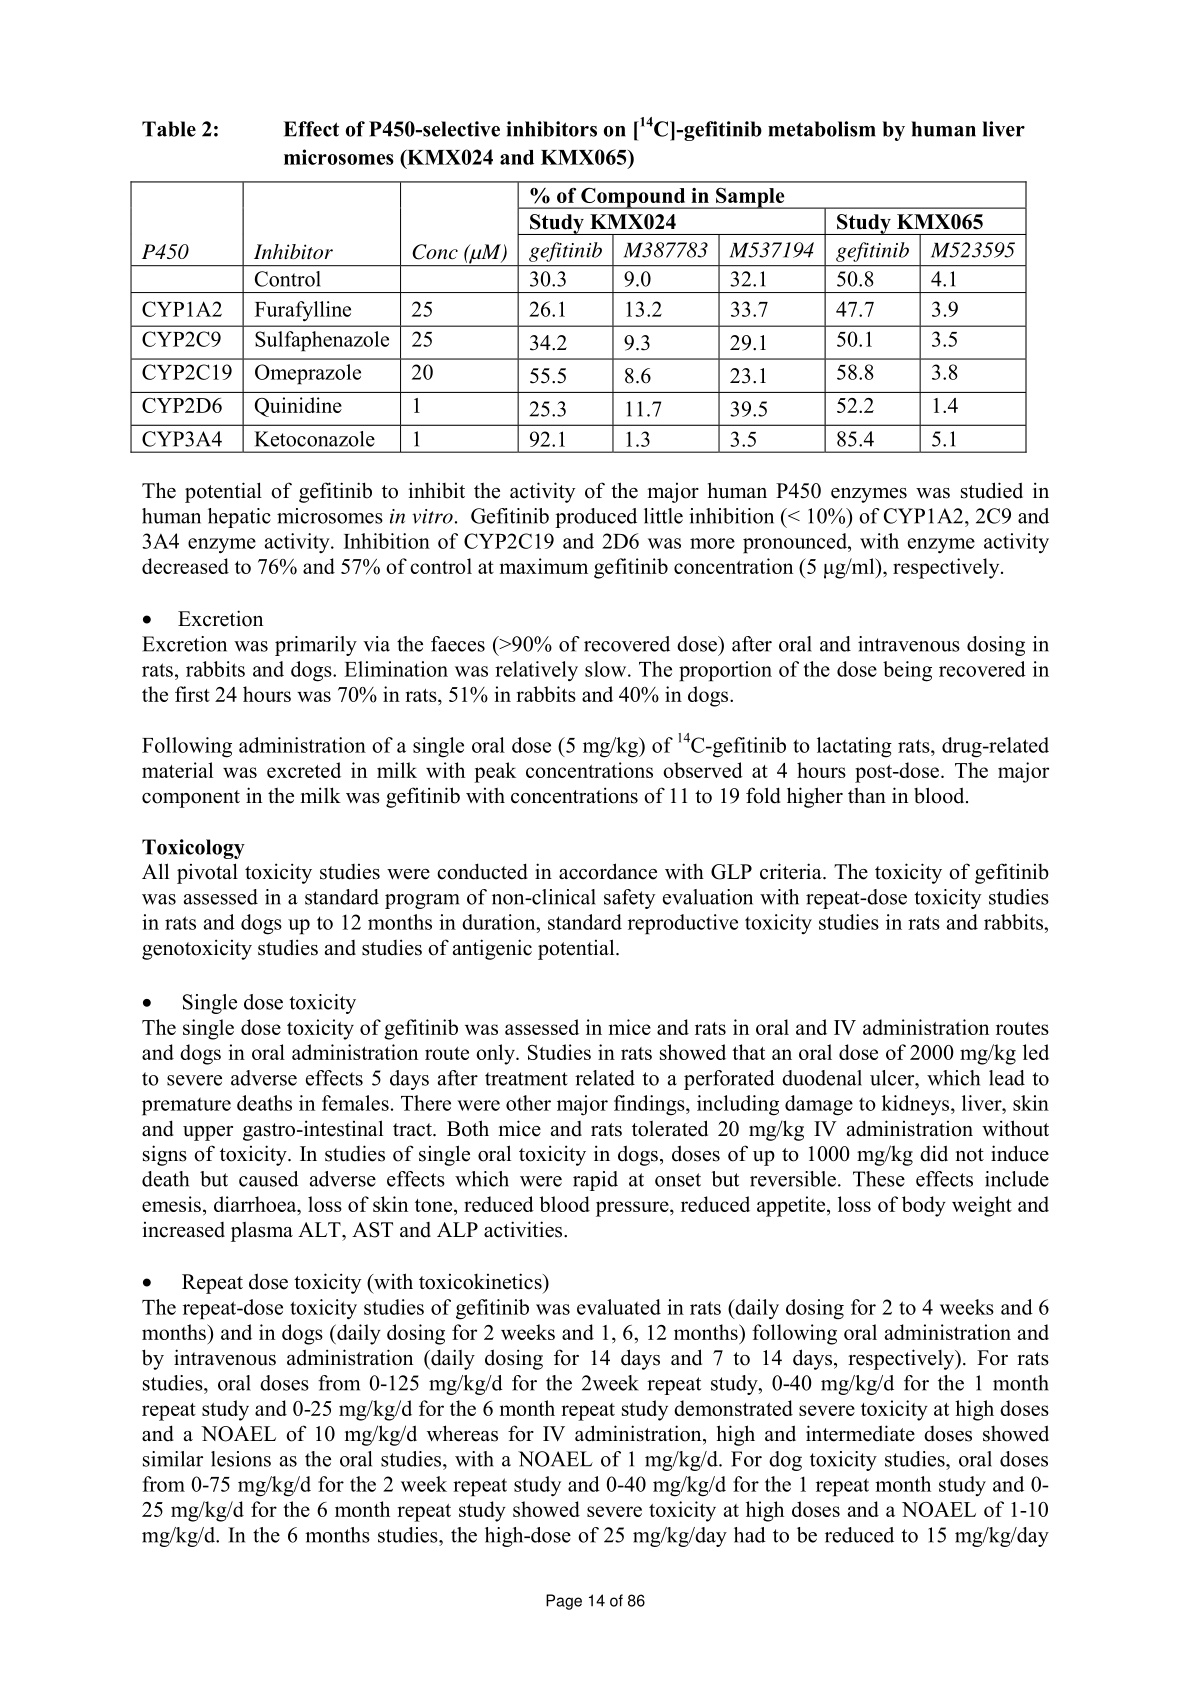 Table 2: Effect of P450-selective inhibitors on [14C]-gefitinib metabolism by human liver
microsomes (KMX024 and KMX065)
% of Compound in Sample
Study KMX024 Study KMX065
P450 Inhibitor Conc (µM) gefitinib M387783 M537194 gefitinib M523595
Control 30.3 9.0 32.1 50.8 4.1
CYP1A2 Furafylline 25 26.1 13.2 33.7 47.7 3.9
CYP2C9 Sulfaphenazole 25 34.2 9.3 29.1 50.1 3.5
CYP2C19 Omeprazole 20 55.5 8.6 23.1 58.8 3.8
CYP2D6 Quinidine 1 25.3 11.7 39.5 52.2 1.4
CYP3A4 Ketoconazole 1 92.1 1.3 3.5 85.4 5.1
The potential of gefitinib to inhibit the activity of the major human P450 enzymes was studied in
human hepatic microsomes in vitro. Gefitinib produced little inhibition (< 10%) of CYP1A2, 2C9 and
3A4 enzyme activity. Inhibition of CYP2C19 and 2D6 was more pronounced, with enzyme activity
decreased to 76% and 57% of control at maximum gefitinib concentration (5 µg/ml), respectively.
• Excretion
Excretion was primarily via the faeces (>90% of recovered dose) after oral and intravenous dosing in
rats, rabbits and dogs. Elimination was relatively slow. The proportion of the dose being recovered in
the first 24 hours was 70% in rats, 51% in rabbits and 40% in dogs.
Following administration of a single oral dose (5 mg/kg) of 14C-gefitinib to lactating rats, drug-related
material was excreted in milk with peak concentrations observed at 4 hours post-dose. The major
component in the milk was gefitinib with concentrations of 11 to 19 fold higher than in blood.
Toxicology
All pivotal toxicity studies were conducted in accordance with GLP criteria. The toxicity of gefitinib
was assessed in a standard program of non-clinical safety evaluation with repeat-dose toxicity studies
in rats and dogs up to 12 months in duration, standard reproductive toxicity studies in rats and rabbits,
genotoxicity studies and studies of antigenic potential.
• Single dose toxicity
The single dose toxicity of gefitinib was assessed in mice and rats in oral and IV administration routes
and dogs in oral administration route only. Studies in rats showed that an oral dose of 2000 mg/kg led
to severe adverse effects 5 days after treatment related to a perforated duodenal ulcer, which lead to
premature deaths in females. There were other major findings, including damage to kidneys, liver, skin
and upper gastro-intestinal tract. Both mice and rats tolerated 20 mg/kg IV administration without
signs of toxicity. In studies of single oral toxicity in dogs, doses of up to 1000 mg/kg did not induce
death but caused adverse effects which were rapid at onset but reversible. These effects include
emesis, diarrhoea, loss of skin tone, reduced blood pressure, reduced appetite, loss of body weight and
increased plasma ALT, AST and ALP activities.
• Repeat dose toxicity (with toxicokinetics)
The repeat-dose toxicity studies of gefitinib was evaluated in rats (daily dosing for 2 to 4 weeks and 6
months) and in dogs (daily dosing for 2 weeks and 1, 6, 12 months) following oral administration and
by intravenous administration (daily dosing for 14 days and 7 to 14 days, respectively). For rats
studies, oral doses from 0-125 mg/kg/d for the 2week repeat study, 0-40 mg/kg/d for the 1 month
repeat study and 0-25 mg/kg/d for the 6 month repeat study demonstrated severe toxicity at high doses
and a NOAEL of 10 mg/kg/d whereas for IV administration, high and intermediate doses showed
similar lesions as the oral studies, with a NOAEL of 1 mg/kg/d. For dog toxicity studies, oral doses
from 0-75 mg/kg/d for the 2 week repeat study and 0-40 mg/kg/d for the 1 repeat month study and 0-
25 mg/kg/d for the 6 month repeat study showed severe toxicity at high doses and a NOAEL of 1-10
mg/kg/d. In the 6 months studies, the high-dose of 25 mg/kg/day had to be reduced to 15 mg/kg/day
Page 14 of 86